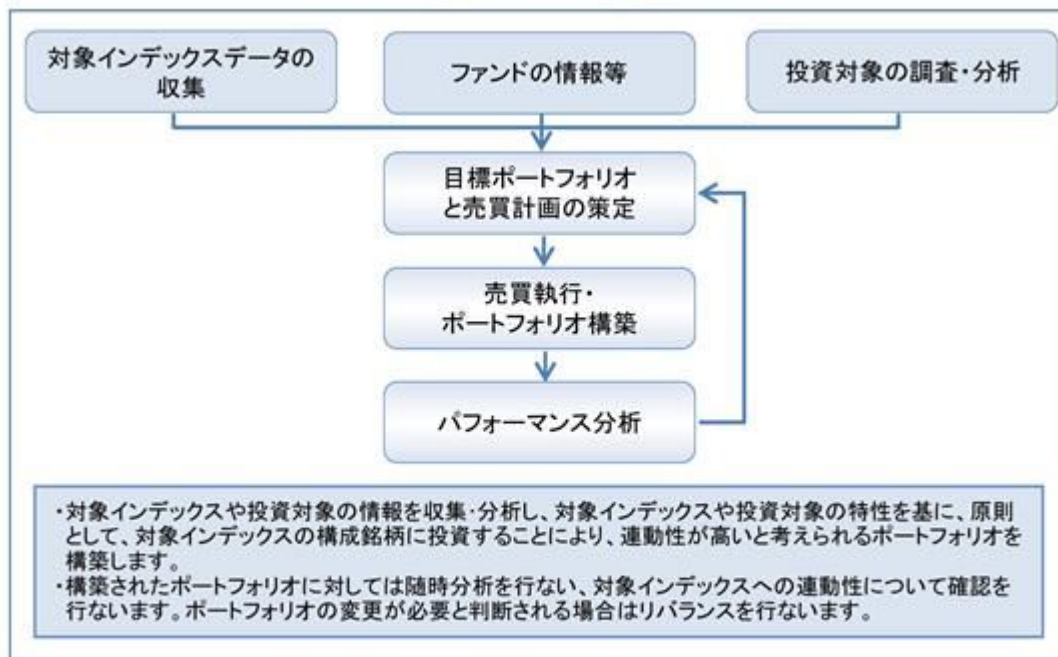 対象インデックスデータの
収集
ファンドの情報等
投資対象の調査・分析
目標ポートフォリオ
と売買計画の策定
売買執行・
ポートフォリオ構築
パフォーマンス分析
・対象インデックスや投資対象の情報を収集・分析し、対象インデックスや投資対象の特性を基に、原則
として、対象インデックスの構成銘柄に投資することにより、連動性が高いと考えられるポートフォリオを
構築します。
・構築されたポートフォリオに対しては随時分析を行ない、対象インデックスへの連動性について確認を
行ないます。ポートフォリオの変更が必要と判断される場合はリバランスを行ないます。